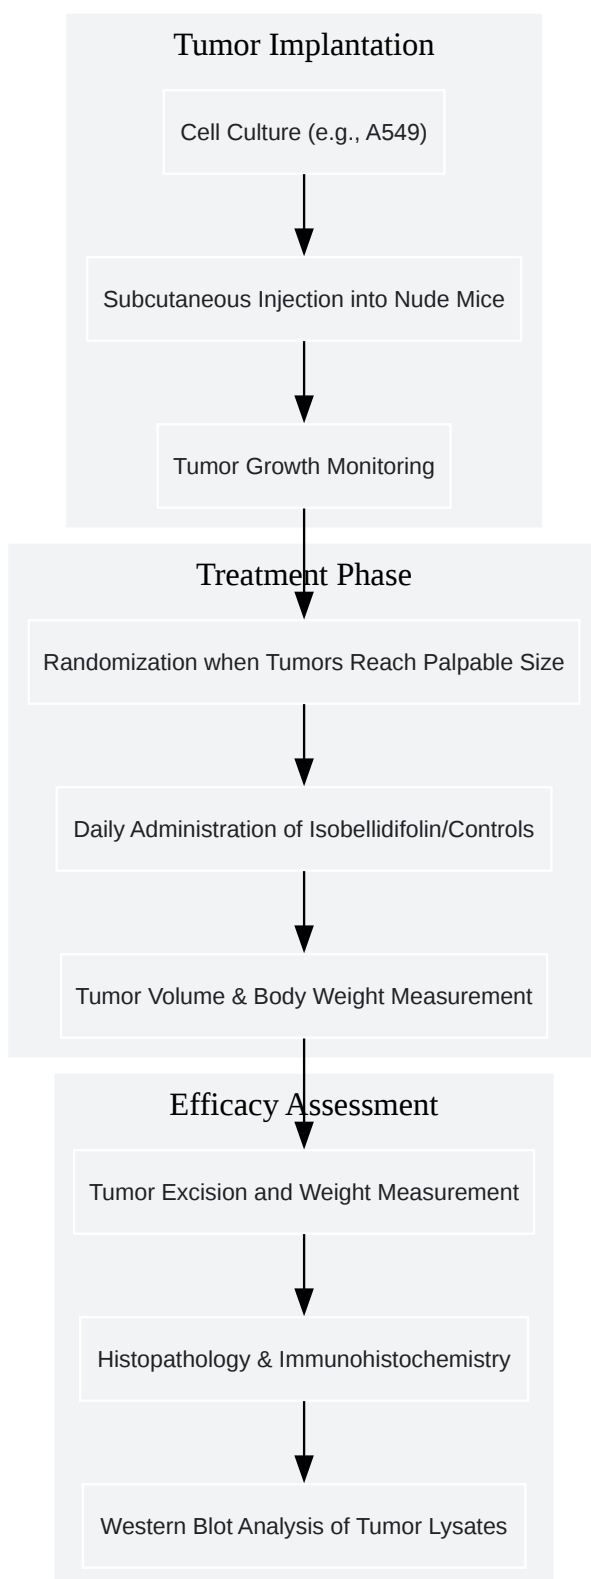 Tumor Implantation
Cell Culture (e.g., A549)
Subcutaneous Injection into Nude Mice
Tumor Growth Monitoring
Treatment Phase
Randomization when Tumors Reach Palpable Size
Daily Administration of Isobellidifolin/Controls
Tumor Volume & Body Weight Measurement
Efficacy Assessment
Tumor Excision and Weight Measurement
Histopathology & Immunohistochemistry
Western Blot Analysis of Tumor Lysates